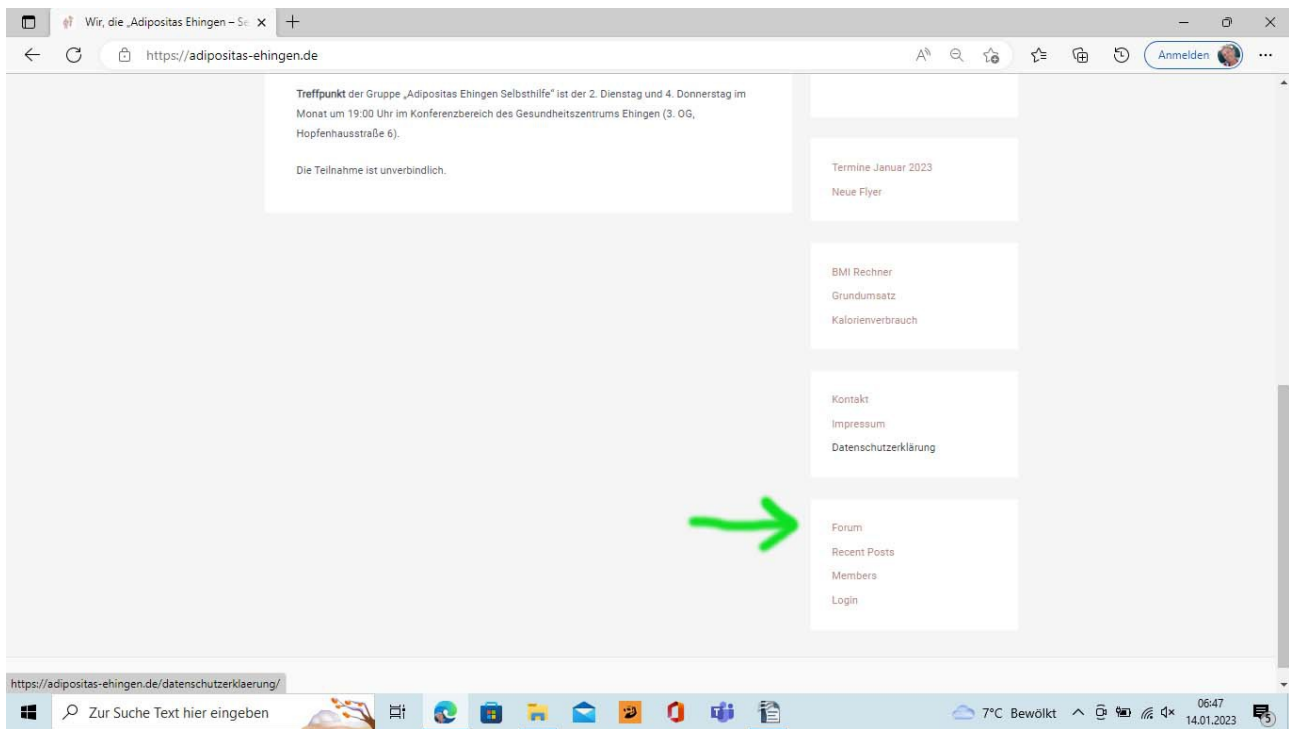 Wir, die „Adipositas Ehingen – Se
https://adipositas-ehingen.de
Anmelden
Treffpunkt der Gruppe „Adipositas Ehingen Selbsthilfe" ist der 2. Dienstag und 4. Donnerstag im
Monat um 19:00 Uhr im Konferenzbereich des Gesundheitszentrums Ehingen (3. OG,
Hopfenhausstraße 6).
Die Teilnahme ist unverbindlich.
Termine Januar 2023
Neue Flyer
BMI Rechner
Grundumsatz
Kalorienverbrauch
Kontakt
Impressum
Datenschutzerklärung
Forum
Recent Posts
Members
Login
https://adipositas-ehingen.de/datenschutzerklaerung/
Zur Suche Text hier eingeben
7°C Bewölkt
06:47
14.01.2023
5